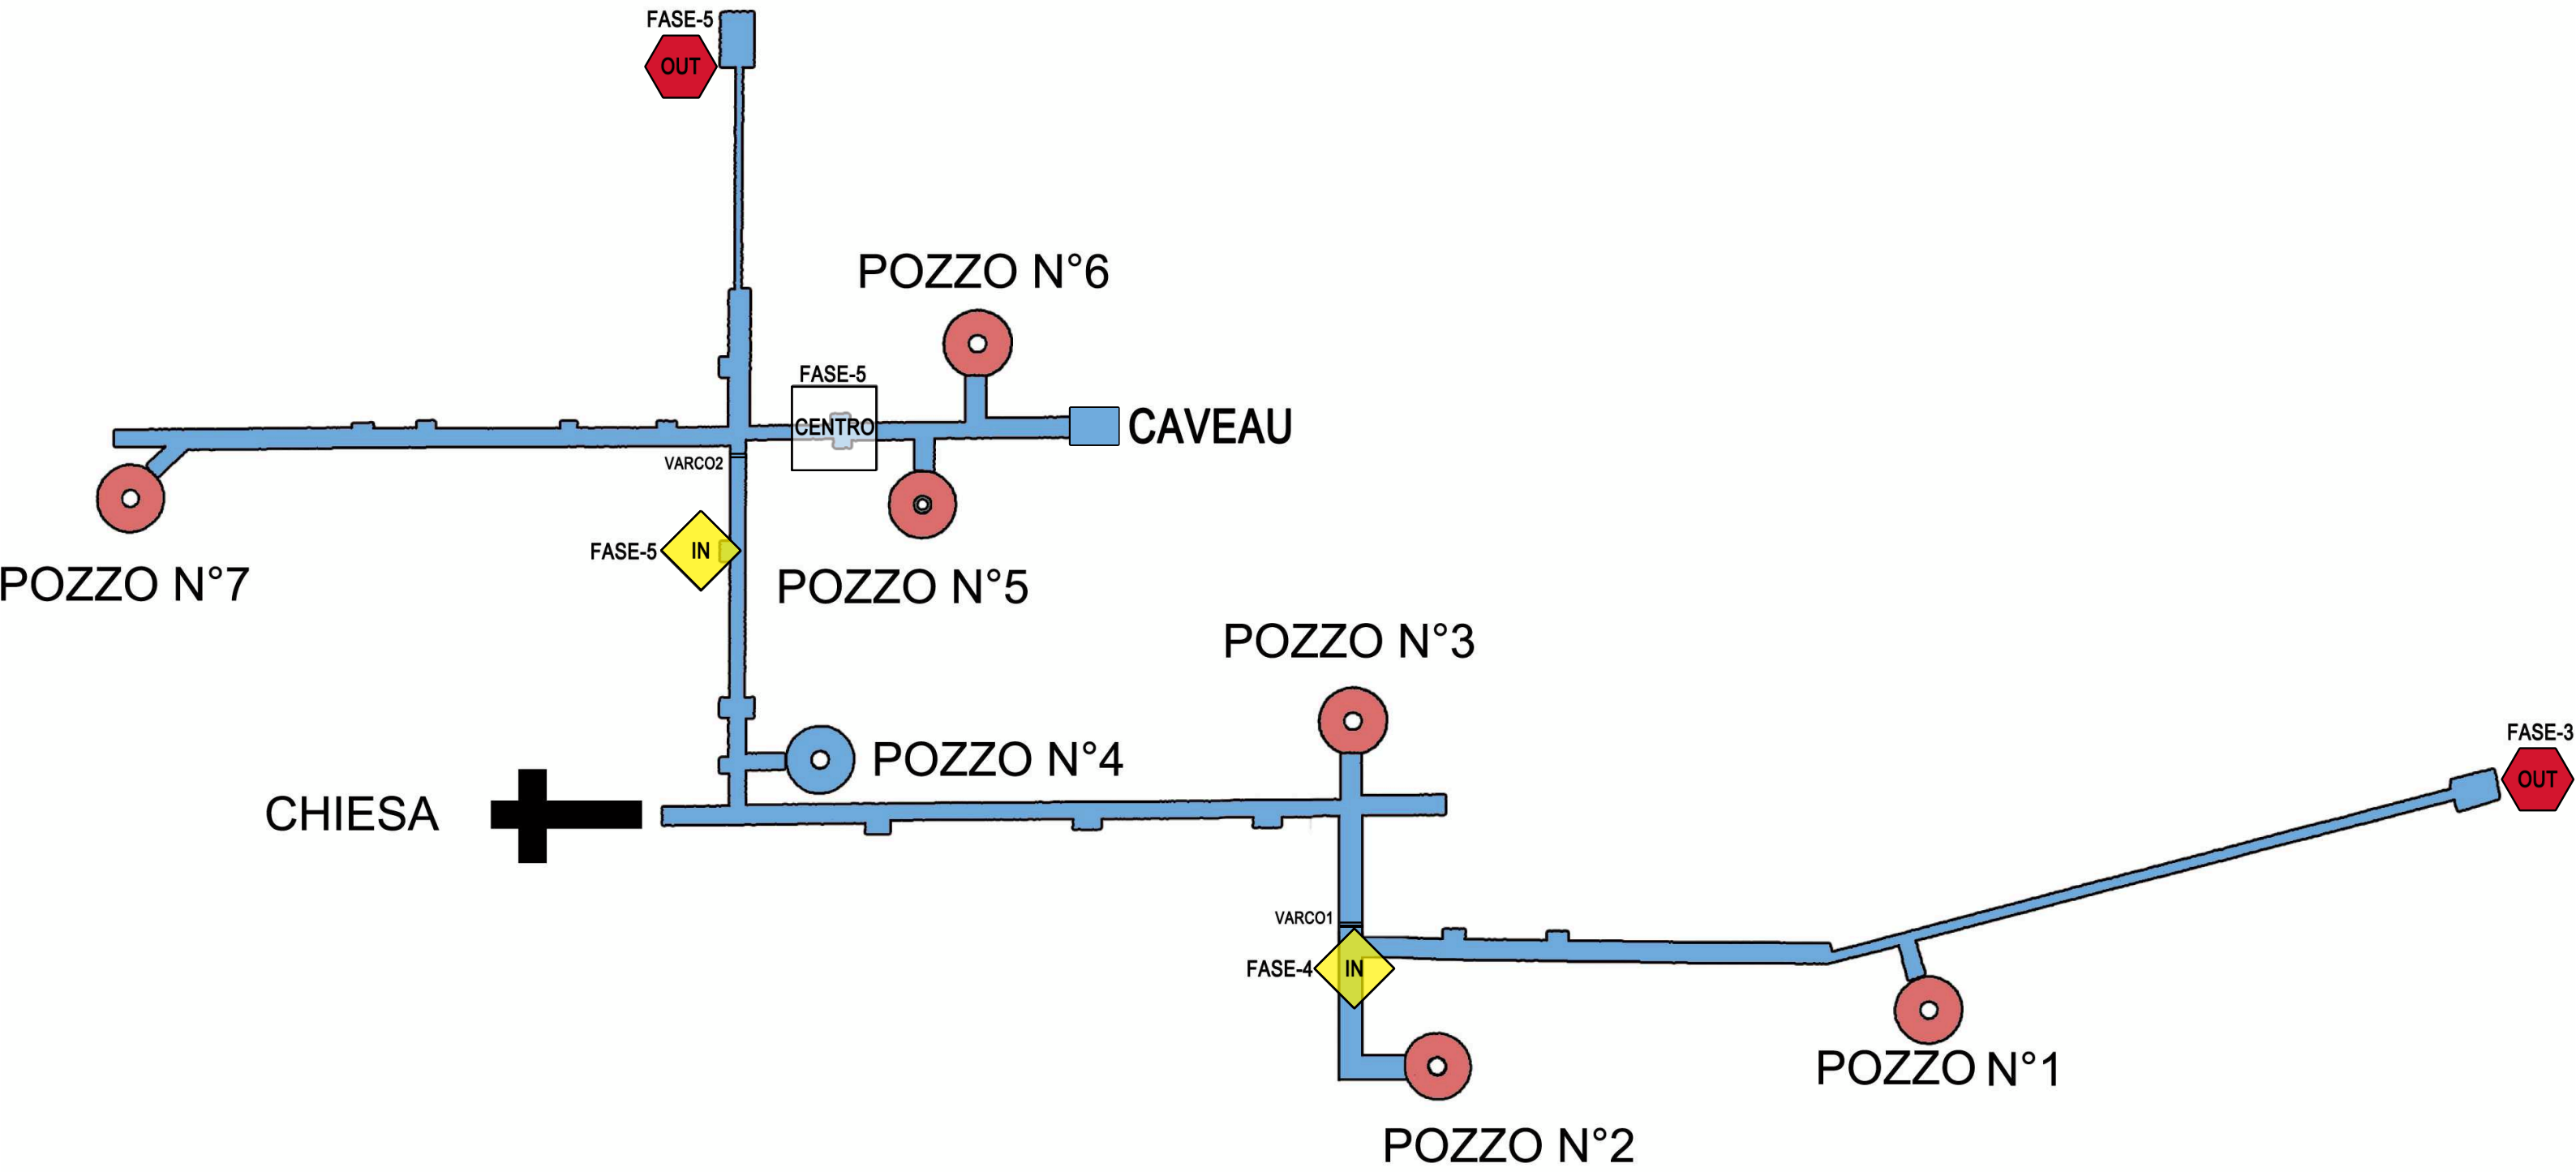 FASE-5
OUT
POZZO N°6
FASE-5
CENTRO
CAVEAU
VARCO2
FASE-5
IN
POZZO N°7
POZZO N°5
POZZO N°3
FASE-3
OUT
POZZO N°4
CHIESA
VARCO1
FASE-4
IN
POZZO N°1
POZZO N°2